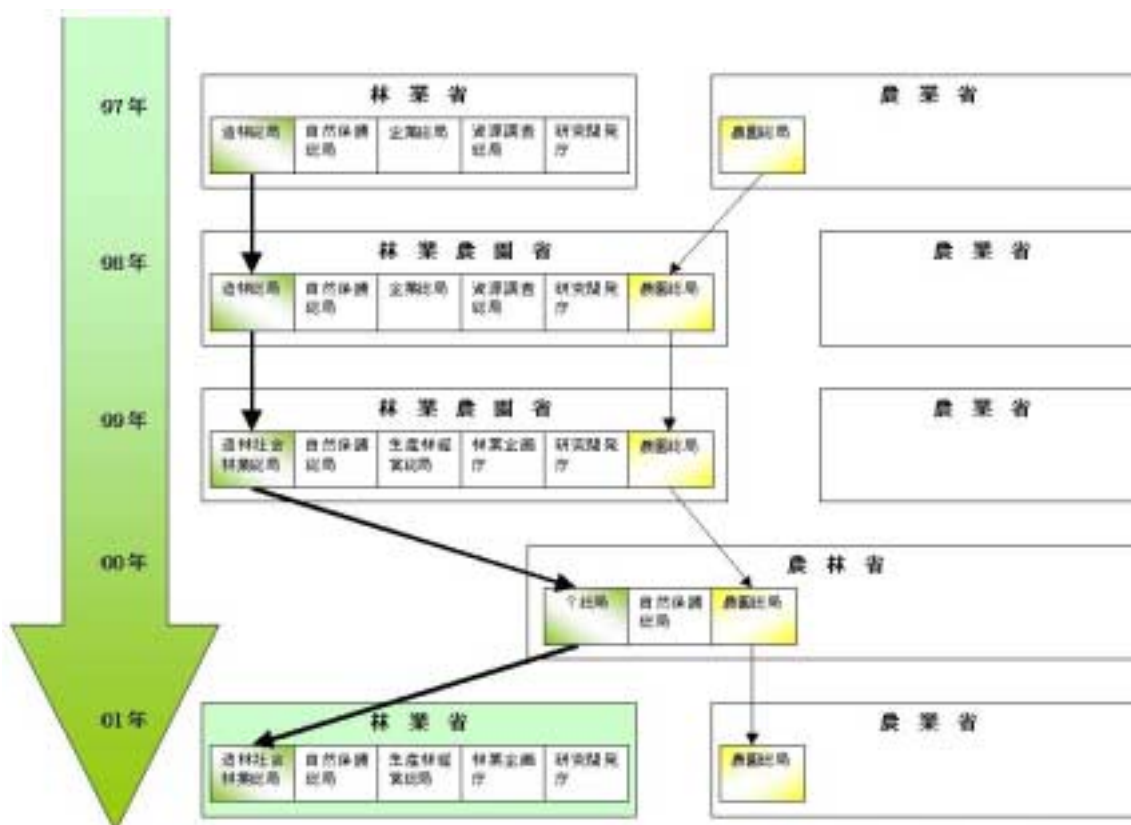 97年
林業省
造林総局
自然保護
総局
企業総局
資源調査
総局
研究開発
庁
農業省
農園総局
98年
林業農園省
造林総局
自然保護
総局
企業総局
資源調査
総局
研究開発
庁
農園総局
農業省
99年
林業農園省
造林社会
林業総局
自然保護
総局
生産林経
営総局
林業企画
庁
研究開発
庁
農園総局
農業省
00年
農林省
自然保護
総局
農園総局
01年
林業省
造林社会
林業総局
自然保護
総局
生産林経
営総局
林業企画
庁
研究開発
庁
農業省
農園総局